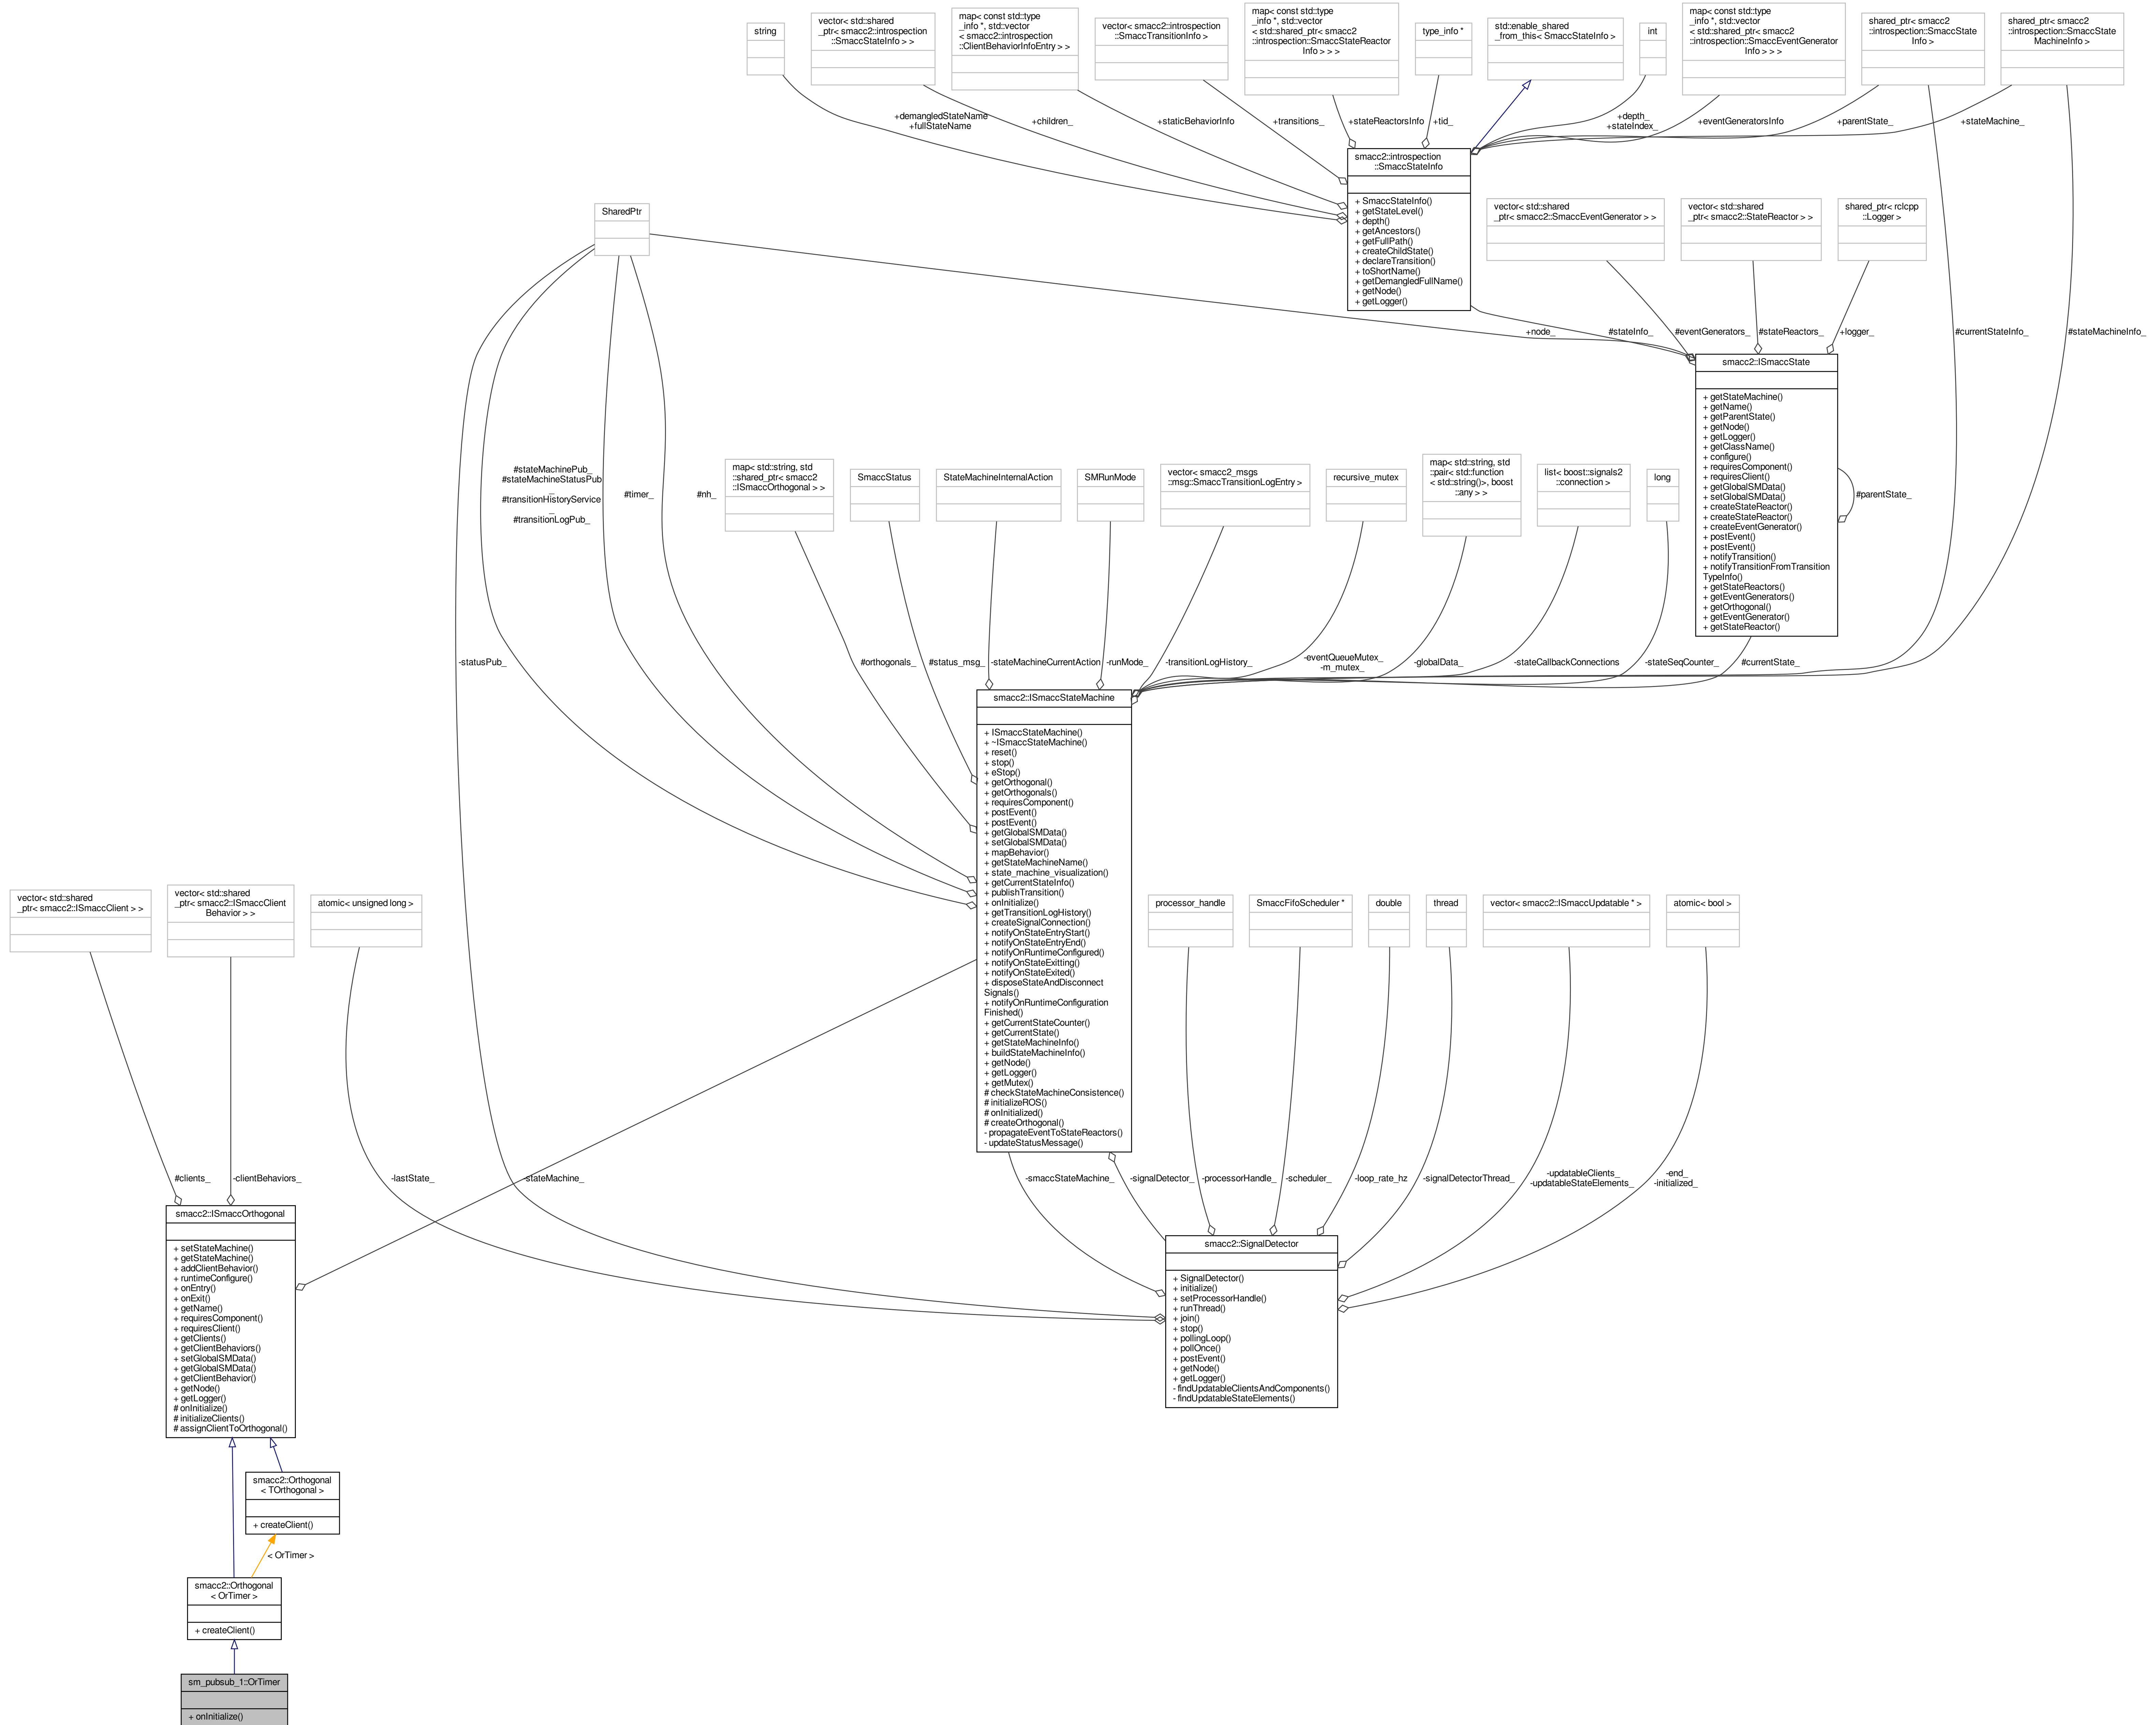 string
vector< std::shared
_ptr< smacc2::introspection
::SmaccStateInfo > >
map< const std::type
_info *, std::vector
< smacc2::introspection
::ClientBehaviorInfoEntry > >
vector< smacc2::introspection
::SmaccTransitionInfo >
map< const std::type
_info *, std::vector
< std::shared_ptr< smacc2
::introspection::SmaccStateReactor
Info > > >
type_info *
std::enable_shared
_from_this< SmaccStateInfo >
int
map< const std::type
_info *, std::vector
< std::shared_ptr< smacc2
::introspection::SmaccEventGenerator
Info > > >
shared_ptr< smacc2
::introspection::SmaccState
Info >
shared_ptr< smacc2
::introspection::SmaccState
MachineInfo >
+demangledStateName
+fullStateName
+children_
+staticBehaviorInfo
+transitions_
+stateReactorsInfo
+tid_
+depth_
+stateIndex_
+eventGeneratorsInfo
+parentState_
+stateMachine_
smacc2::introspection
::SmaccStateInfo
+ SmaccStateInfo()
+ getStateLevel()
+ depth()
+ getAncestors()
+ getFullPath()
+ createChildState()
+ declareTransition()
+ toShortName()
+ getDemangledFullName()
+ getNode()
+ getLogger()
SharedPtr
vector< std::shared
_ptr< smacc2::SmaccEventGenerator > >
vector< std::shared
_ptr< smacc2::StateReactor > >
shared_ptr< rclcpp
::Logger >
+node_
#stateInfo_
#eventGenerators_
#stateReactors_
+logger_
#currentStateInfo_
#stateMachineInfo_
smacc2::ISmaccState
+ getStateMachine()
+ getName()
+ getParentState()
+ getNode()
+ getLogger()
+ getClassName()
+ configure()
+ requiresComponent()
+ requiresClient()
+ getGlobalSMData()
+ setGlobalSMData()
+ createStateReactor()
+ createStateReactor()
+ createEventGenerator()
+ postEvent()
+ postEvent()
+ notifyTransition()
+ notifyTransitionFromTransition
TypeInfo()
+ getStateReactors()
+ getEventGenerators()
+ getOrthogonal()
+ getEventGenerator()
+ getStateReactor()
#parentState_
#stateMachinePub_
#stateMachineStatusPub
_
#transitionHistoryService
_
#transitionLogPub_
#timer_
#nh_
map< std::string, std
::shared_ptr< smacc2
::ISmaccOrthogonal > >
SmaccStatus
StateMachineInternalAction
SMRunMode
vector< smacc2_msgs
::msg::SmaccTransitionLogEntry >
recursive_mutex
map< std::string, std
::pair< std::function
< std::string()>, boost
::any > >
list< boost::signals2
::connection >
long
-statusPub_
#orthogonals_
#status_msg_
-stateMachineCurrentAction
-runMode_
-transitionLogHistory_
-eventQueueMutex_
-m_mutex_
-globalData_
-stateCallbackConnections
-stateSeqCounter_
#currentState_
smacc2::ISmaccStateMachine
+ ISmaccStateMachine()
+ ~ISmaccStateMachine()
+ reset()
+ stop()
+ eStop()
+ getOrthogonal()
+ getOrthogonals()
+ requiresComponent()
+ postEvent()
+ postEvent()
+ getGlobalSMData()
+ setGlobalSMData()
+ mapBehavior()
+ getStateMachineName()
+ state_machine_visualization()
+ getCurrentStateInfo()
+ publishTransition()
+ onInitialize()
+ getTransitionLogHistory()
+ createSignalConnection()
+ notifyOnStateEntryStart()
+ notifyOnStateEntryEnd()
+ notifyOnRuntimeConfigured()
+ notifyOnStateExitting()
+ notifyOnStateExited()
+ disposeStateAndDisconnect
Signals()
+ notifyOnRuntimeConfiguration
Finished()
+ getCurrentStateCounter()
+ getCurrentState()
+ getStateMachineInfo()
+ buildStateMachineInfo()
+ getNode()
+ getLogger()
+ getMutex()
# checkStateMachineConsistence()
# initializeROS()
# onInitialized()
# createOrthogonal()
- propagateEventToStateReactors()
- updateStatusMessage()
vector< std::shared
_ptr< smacc2::ISmaccClient > >
vector< std::shared
_ptr< smacc2::ISmaccClient
Behavior > >
atomic< unsigned long >
processor_handle
SmaccFifoScheduler *
double
thread
vector< smacc2::ISmaccUpdatable * >
atomic< bool >
#clients_
-clientBehaviors_
-lastState_
-stateMachine_
-smaccStateMachine_
-signalDetector_
-processorHandle_
-scheduler_
-loop_rate_hz
-signalDetectorThread_
-updatableClients_
-updatableStateElements_
-end_
-initialized_
smacc2::ISmaccOrthogonal
+ setStateMachine()
+ getStateMachine()
+ addClientBehavior()
+ runtimeConfigure()
+ onEntry()
+ onExit()
+ getName()
+ requiresComponent()
+ requiresClient()
+ getClients()
+ getClientBehaviors()
+ setGlobalSMData()
+ getGlobalSMData()
+ getClientBehavior()
+ getNode()
+ getLogger()
# onInitialize()
# initializeClients()
# assignClientToOrthogonal()
smacc2::SignalDetector
+ SignalDetector()
+ initialize()
+ setProcessorHandle()
+ runThread()
+ join()
+ stop()
+ pollingLoop()
+ pollOnce()
+ postEvent()
+ getNode()
+ getLogger()
- findUpdatableClientsAndComponents()
- findUpdatableStateElements()
smacc2::Orthogonal
< TOrthogonal >
+ createClient()
< OrTimer >
smacc2::Orthogonal
< OrTimer >
+ createClient()
sm_pubsub_1::OrTimer
+ onInitialize()